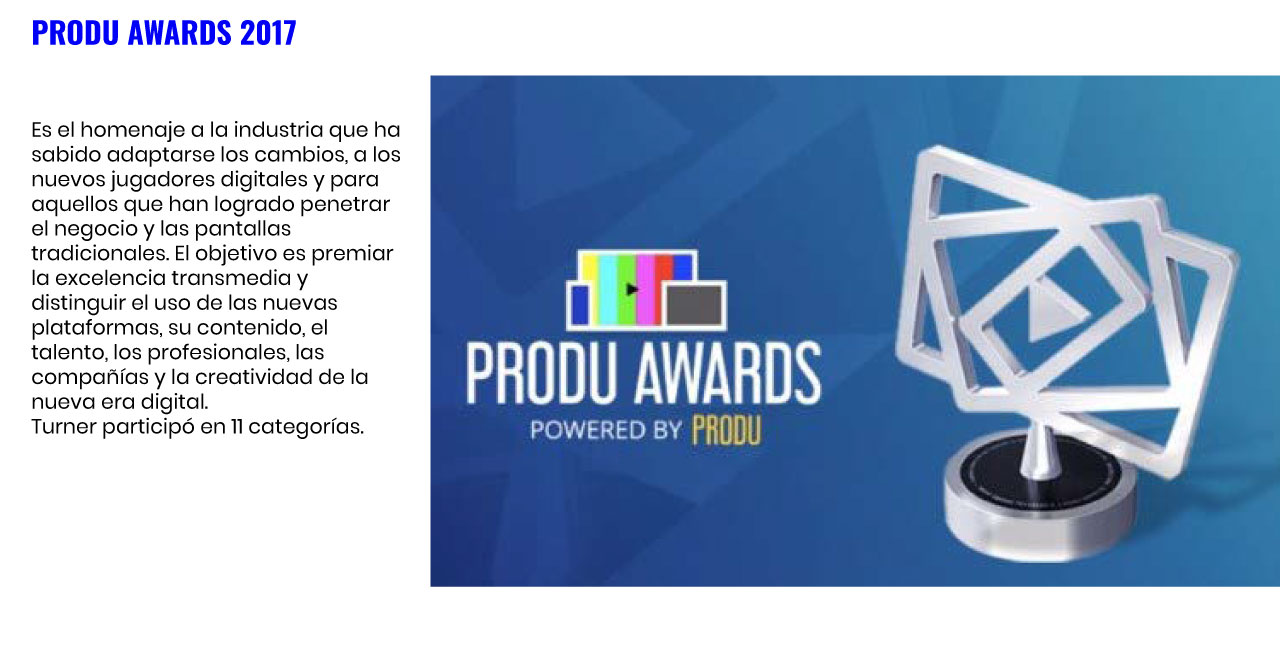 PRODU AWARDS 2017
Es el homenaje a la industria que ha
sabido adaptarse los cambios, a los
nuevos jugadores digitales y para
aquellos que han logrado penetrar
el negocio y las pantallas
tradicionales. El objetivo es premiar
la excelencia transmedia y
distinguir el uso de las nuevas
plataformas, su contenido, el
talento, los profesionales, las
compañías y la creatividad de la
nueva era digital.
Turner participó en 11 categorías.
PRODU AWARDS
POWERED BY PRODU